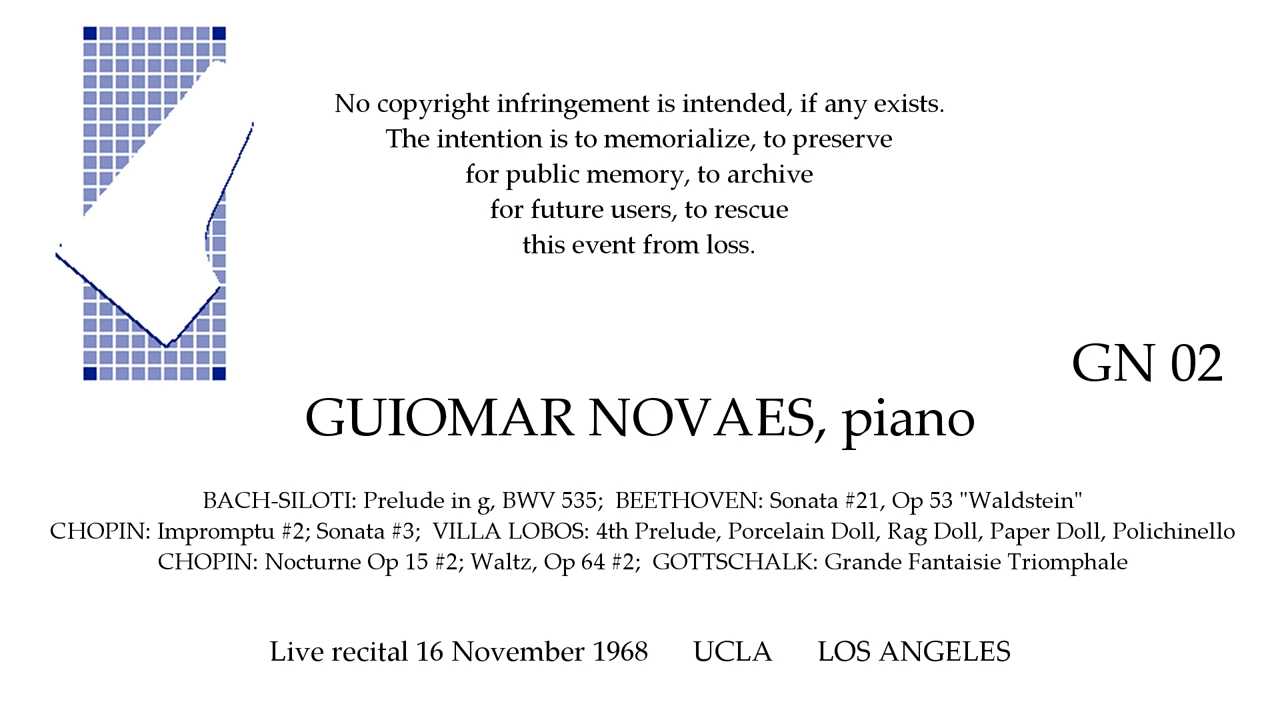 No copyright infringement is intended, if any exists.
The intention is to memorialize, to preserve
for public memory, to archive
for future users, to rescue
this event from loss.
GN 02
GUIOMAR NOVAES, piano
BACH-SILOTI: Prelude in g, BWV 535;  BEETHOVEN: Sonata #21, Op 53 "Waldstein"
CHOPIN: Impromptu #2; Sonata #3;  VILLA LOBOS: 4th Prelude, Porcelain Doll, Rag Doll, Paper Doll, Polichinello
CHOPIN: Nocturne Op 15 #2; Waltz, Op 64 #2;  GOTTSCHALK: Grande Fantaisie Triomphale
Live recital 16 November 1968 UCLA LOS ANGELES